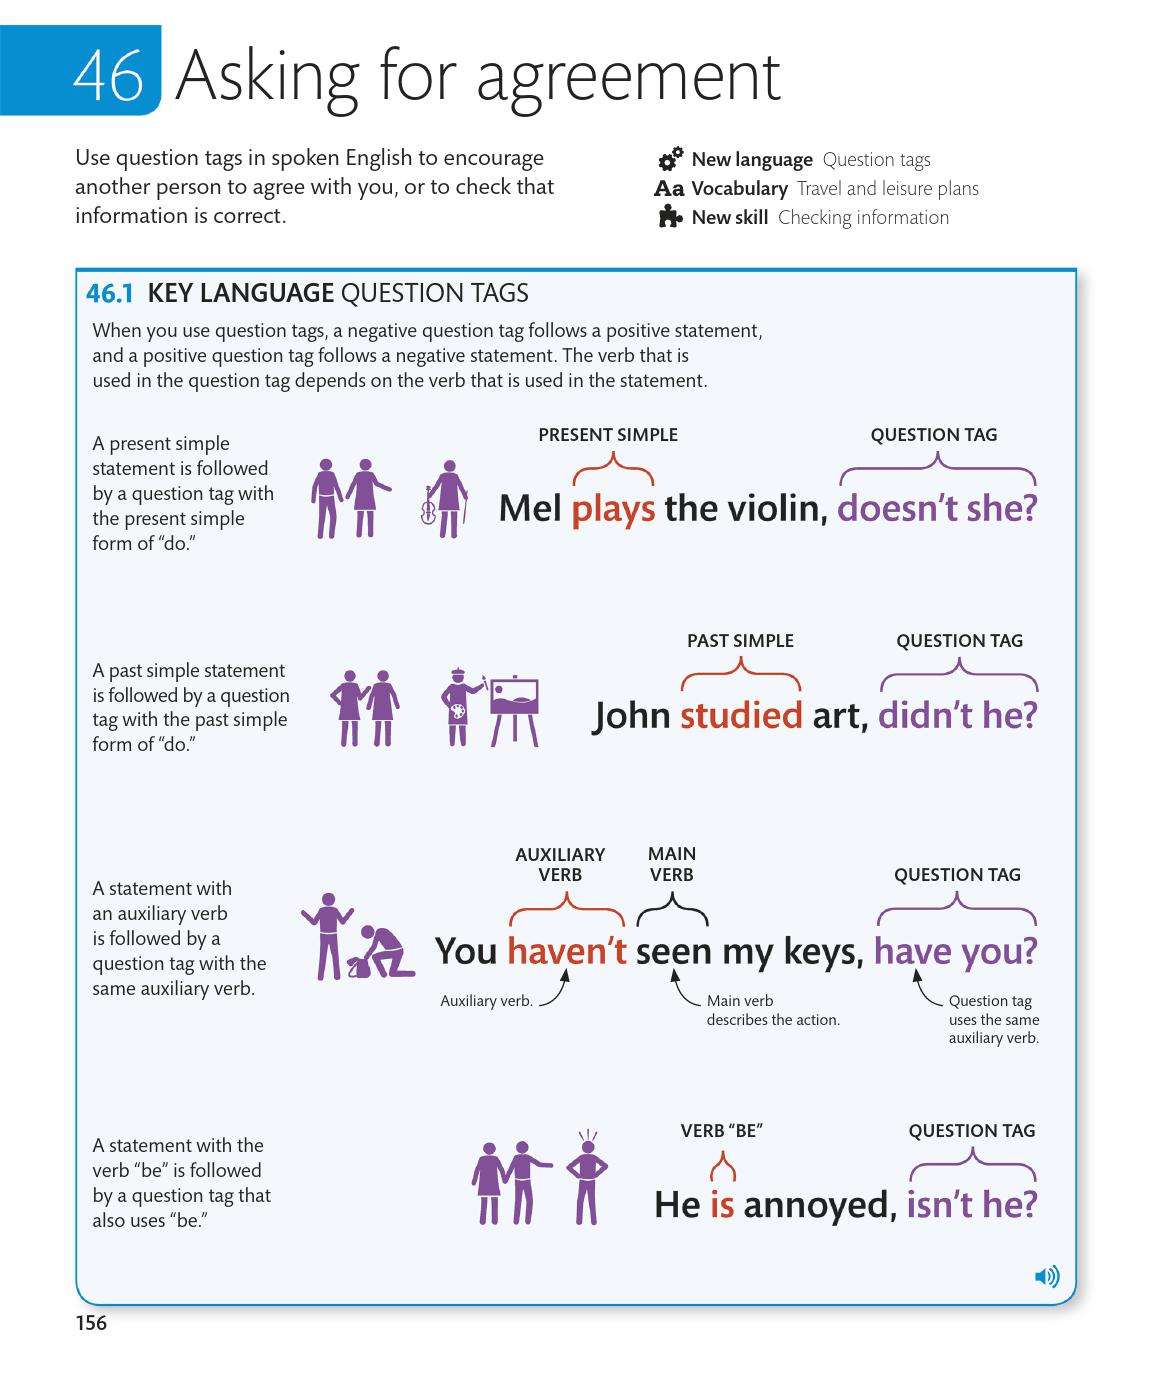 46 Asking for agreement
Use question tags in spoken English to encourage
another person to agree with you, or to check that
information is correct.
New language Question tags
Aa Vocabulary Travel and leisure plans
New skill Checking information
46.1 KEY LANGUAGE QUESTION TAGS
When you use question tags, a negative question tag follows a positive statement,
and a positive question tag follows a negative statement. The verb that is
used in the question tag depends on the verb that is used in the statement.
A present simple
statement is followed
by a question tag with
the present simple
form of “do.”
PRESENT SIMPLE
QUESTION TAG
Mel plays the violin, doesn’t she?
A past simple statement
is followed by a question
tag with the past simple
form of “do.”
PAST SIMPLE
QUESTION TAG
John studied art, didn’t he?
A statement with
an auxiliary verb
is followed by a
question tag with the
same auxiliary verb.
AUXILIARY
VERB
MAIN
VERB
QUESTION TAG
You haven’t seen my keys, have you?
Auxiliary verb.
Main verb
describes the action.
Question tag
uses the same
auxiliary verb.
A statement with the
verb “be” is followed
by a question tag that
also uses “be.”
VERB “BE”
QUESTION TAG
He is annoyed, isn’t he?
156